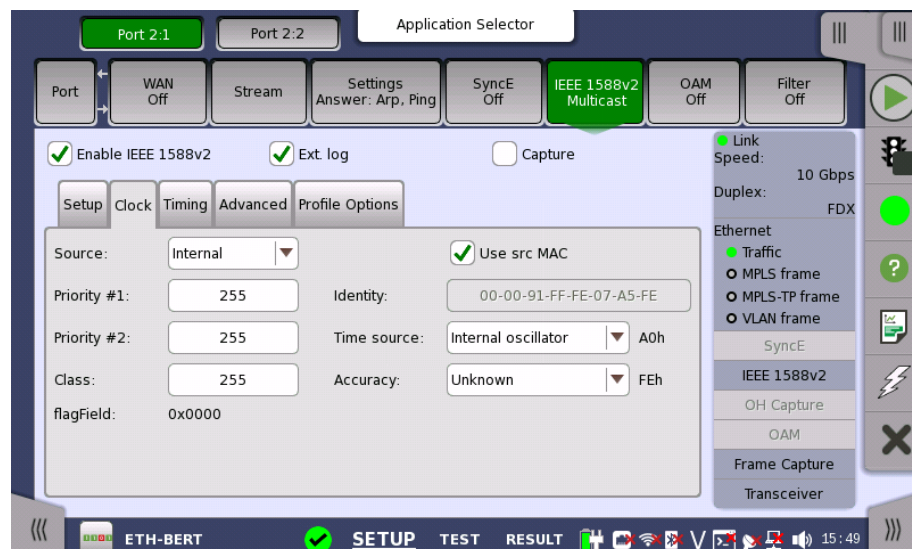 Port 2:1 Port 2:2 Application Selector
Port WAN Off Stream Settings Answer: Arp, Ping SyncE Off IEEE 1588v2 Multicast OAM Off Filter Off
Enable IEEE 1588v2 Ext. log Capture
Setup Clock Timing Advanced Profile Options
Source: Internal Use src MAC
Priority #1: 255 Identity: 00-00-91-FF-FE-07-A5-FE
Priority #2: 255 Time source: Internal oscillator A0h
Class: 255 Accuracy: Unknown FEh
flagField: 0x0000
Link
Speed:
10 Gbps
Duplex:
FDX
Ethernet
Traffic
MPLS frame
MPLS-TP frame
VLAN frame
SyncE
IEEE 1588v2
OH Capture
OAM
Frame Capture
Transceiver
ETH-BERT SETUP TEST RESULT 15:49